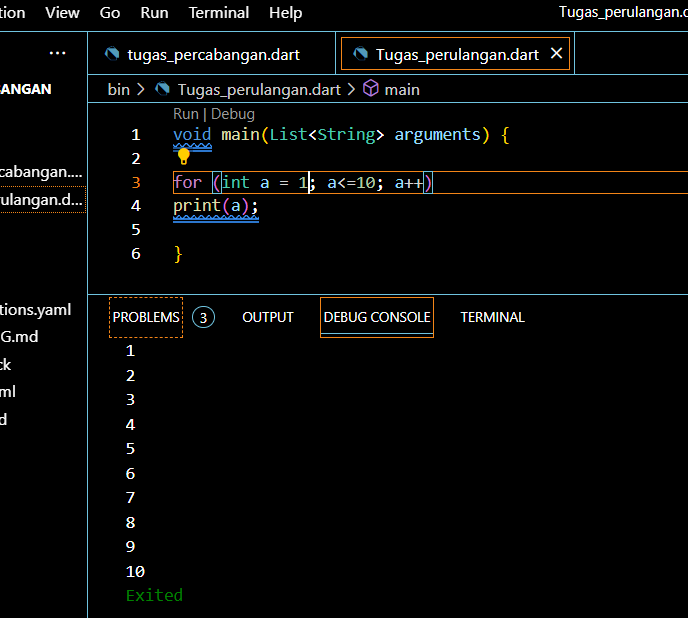 tion View Go Run Terminal Help Tugas_perulangan.d
... tugas_percabangan.dart Tugas_perulangan.dart ×
BANGAN
bin > Tugas_perulangan.dart > main
Run | Debug
1 void main(List<String> arguments) {
2
cabangan....
3 for (int a = 1; a<=10; a++)
ulangan.d...
4 print(a);
5
6 }
tions.yaml
PROBLEMS 3 OUTPUT DEBUG CONSOLE TERMINAL
G.md
1
ck
2
ml
3
d
4
5
6
7
8
9
10
Exited